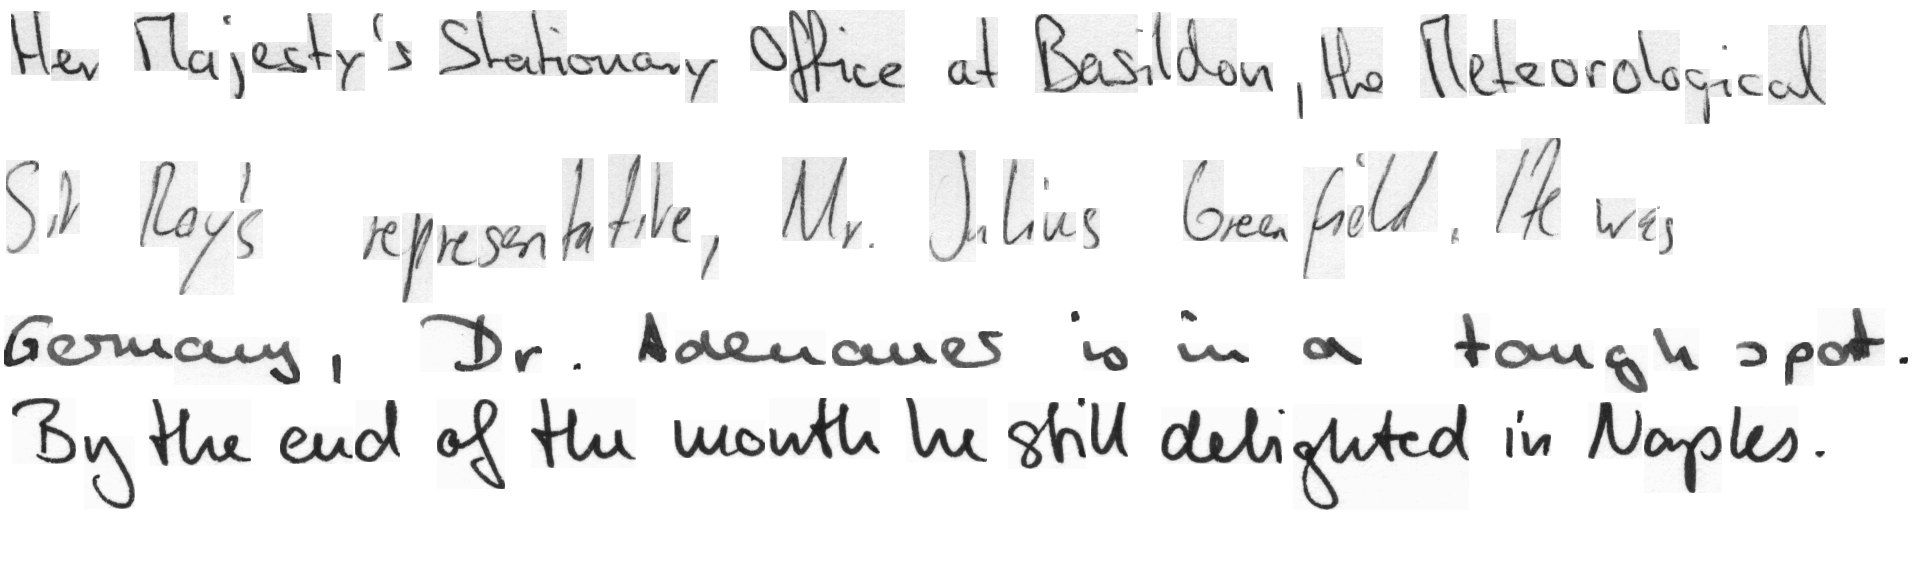 Her Majesty's Stationary Office at Basildon, the Meteorological
Sir Roy's representative, Mr. Julius Greenfield. He was
Germany, Dr. Adenauer is in a tough spot.
By the end of the month he still delighted in Naples.